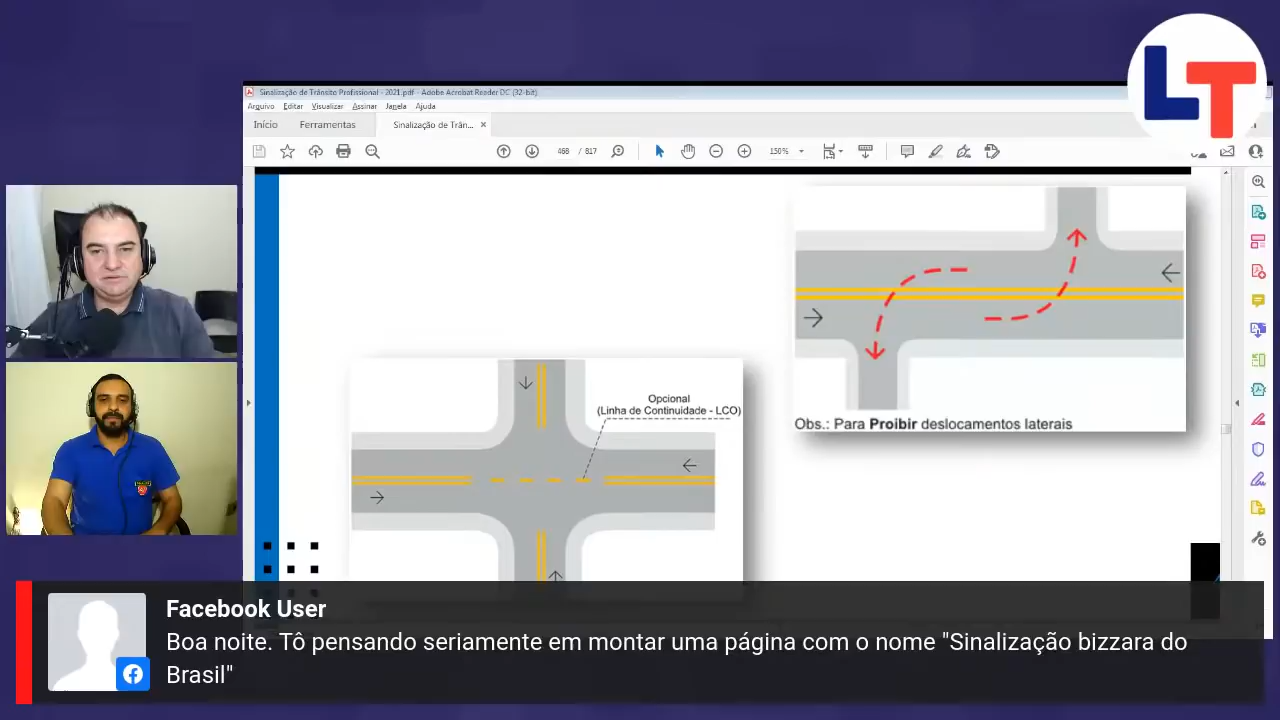 LT
Sinalização de Trânsito Profissional - 2021.pdf - Adobe Acrobat Reader DC (32-bit)
Arquivo Editar Visualizar Assinar Janela Ajuda
Início Ferramentas Sinalização de Trân... ×
468 / 817 150%
Opcional
(Linha de Continuidade - LCO)
Obs.: Para Proibir deslocamentos laterais
Facebook User
Boa noite. Tô pensando seriamente em montar uma página com o nome "Sinalização bizzara do
Brasil"